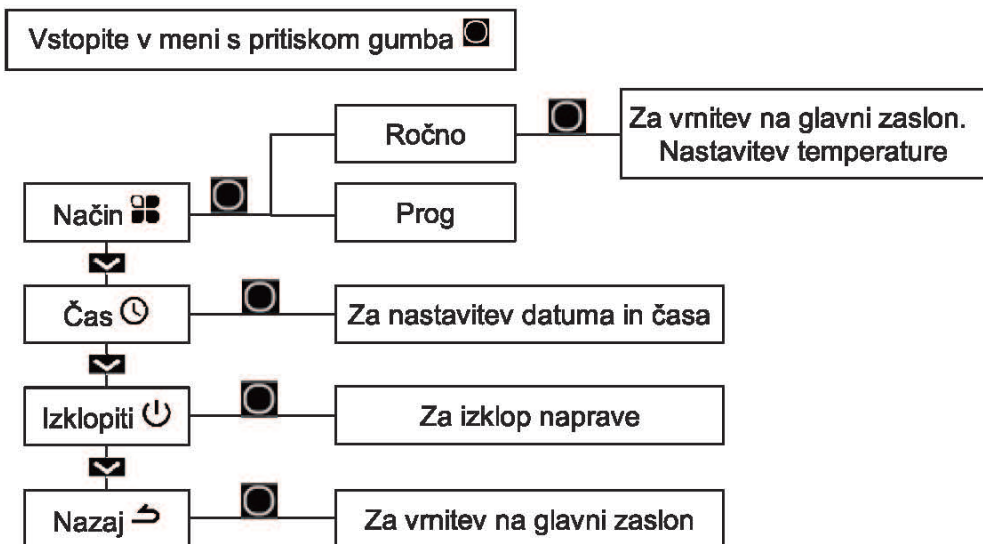 Vstopite v meni s pritiskom gumba
Ročno
Za vrnitev na glavni zaslon.
Nastavitev temperature
Način
Prog
Čas
Za nastavitev datuma in časa
Izklopiti
Za izklop naprave
Nazaj
Za vrnitev na glavni zaslon